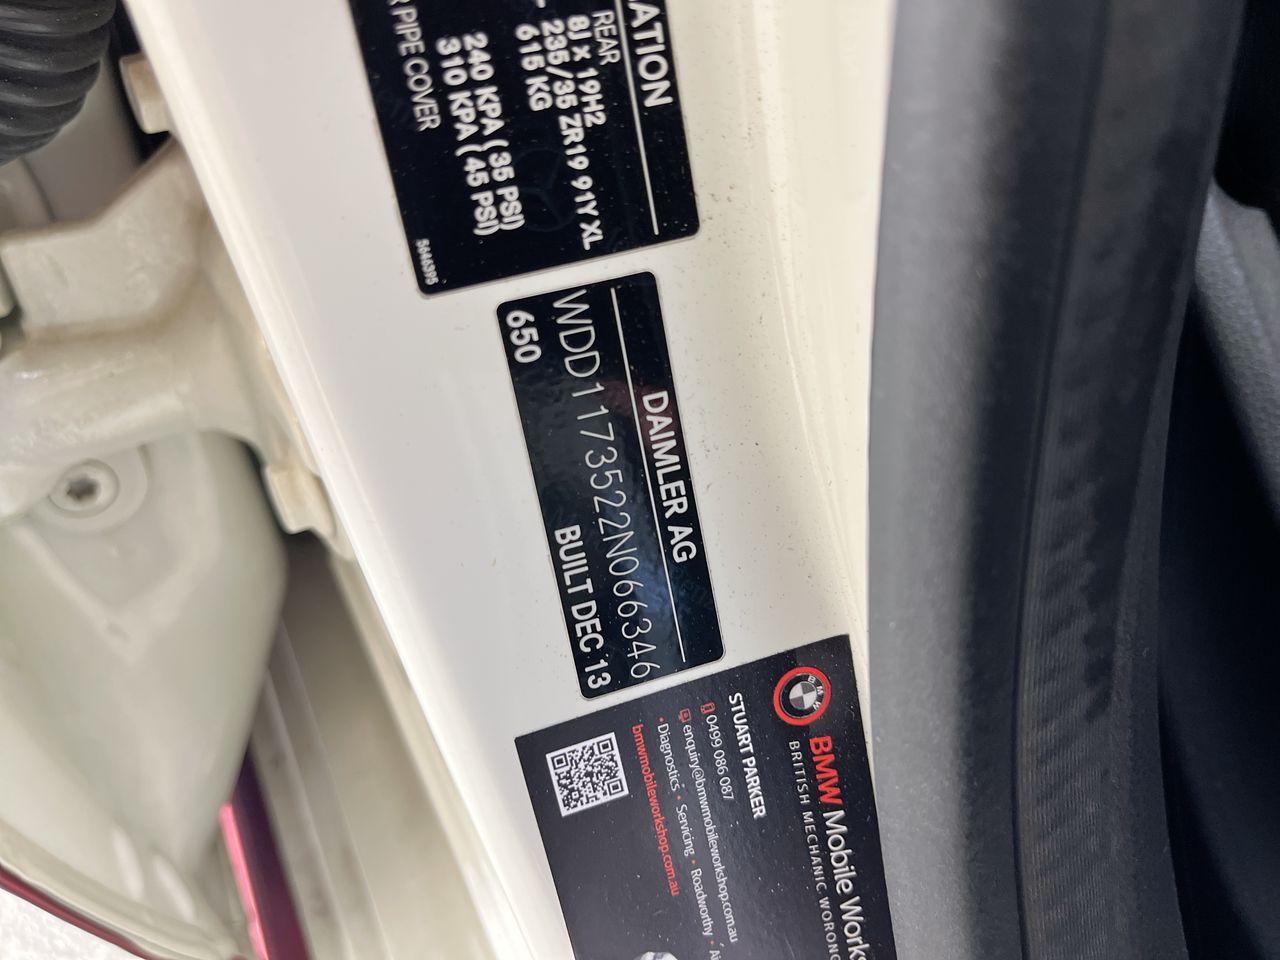 ATION
REAR
8J X 19H2
235/35 ZR19 91Y XL
615 KG
240 KPA ( 35 PSI)
310 KPA ( 45 PSI)
PIPE COVER
5646395
DAIMLER AG
WDD1173522N066346
650 BUILT DEC 13
BMW Mobile Works
BRITISH MECHANIC WORONG
STUART PARKER
0499 086 087
enquiry@bmwmobileworkshop.com.au
• Diagnostics • Servicing • Roadworthy •
bmwmobileworkshop.com.au